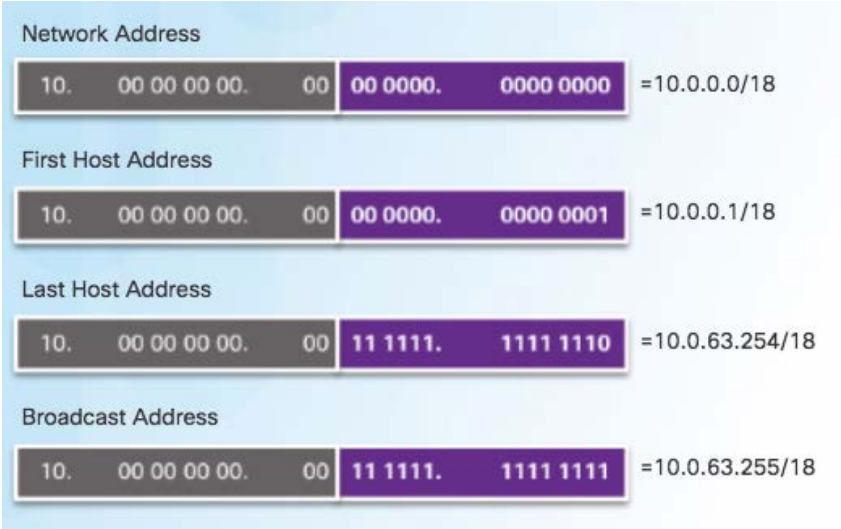 Network Address
10. 00 00 00 00. 00 00 0000. 0000 0000 =10.0.0.0/18
First Host Address
10. 00 00 00 00. 00 00 0000. 0000 0001 =10.0.0.1/18
Last Host Address
10. 00 00 00 00. 00 11 1111. 1111 1110 =10.0.63.254/18
Broadcast Address
10. 00 00 00 00. 00 11 1111. 1111 1111 =10.0.63.255/18